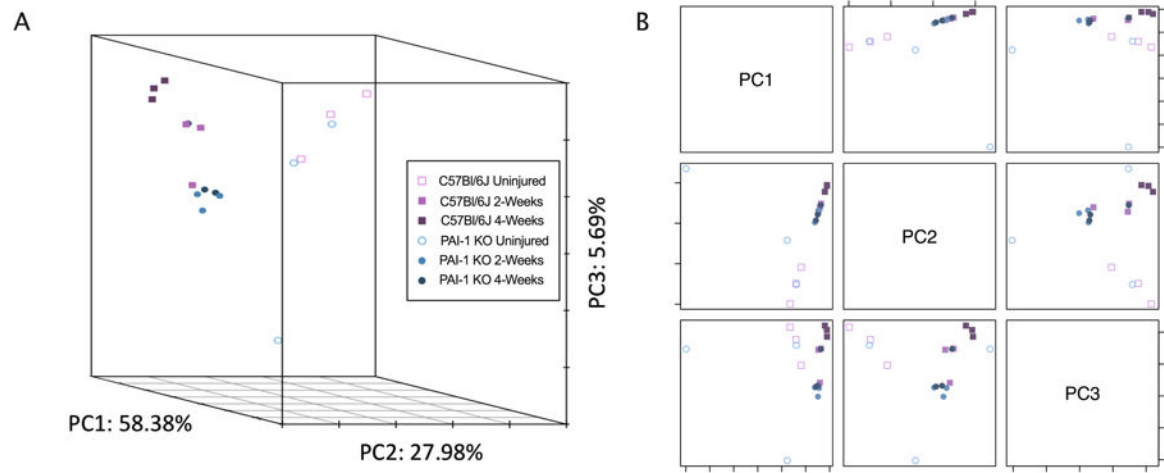 A
C57Bl/6J Uninjured
C57Bl/6J 2-Weeks
C57Bl/6J 4-Weeks
PAI-1 KO Uninjured
PAI-1 KO 2-Weeks
PAI-1 KO 4-Weeks
PC3: 5.69%
PC1: 58.38%
PC2: 27.98%
B
PC1
PC2
PC3